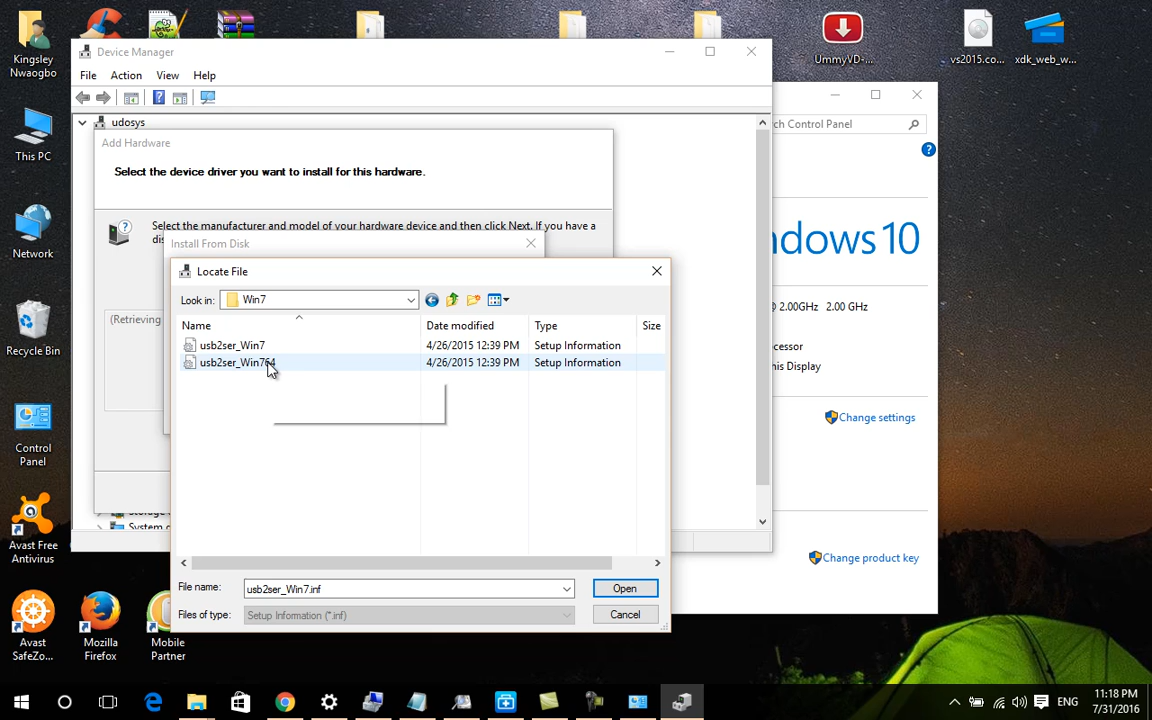 Kingsley
Nwaogbo
This PC
Network
Recycle Bin
Control
Panel
Avast Free
Antivirus
Avast
SafeZo...
Mozilla
Firefox
Mobile
Partner
UmmyVD-...
vs2015.co...
xdk_web_w...
Device Manager
File Action View Help
udosys
Add Hardware
Select the device driver you want to install for this hardware.
Select the manufacturer and model of your hardware device and then click Next. If you have a
(Retrieving
Install From Disk
Locate File
Look in: Win7
Name Date modified Type Size
usb2ser_Win7 4/26/2015 12:39 PM Setup Information
usb2ser_Win764 4/26/2015 12:39 PM Setup Information
File name: usb2ser_Win7.inf Open
Files of type: Setup Information (*.inf) Cancel
ch Control Panel
ndows 10
2.00GHz 2.00 GHz
cessor
his Display
Change settings
Change product key
ENG
11:18 PM
7/31/2016